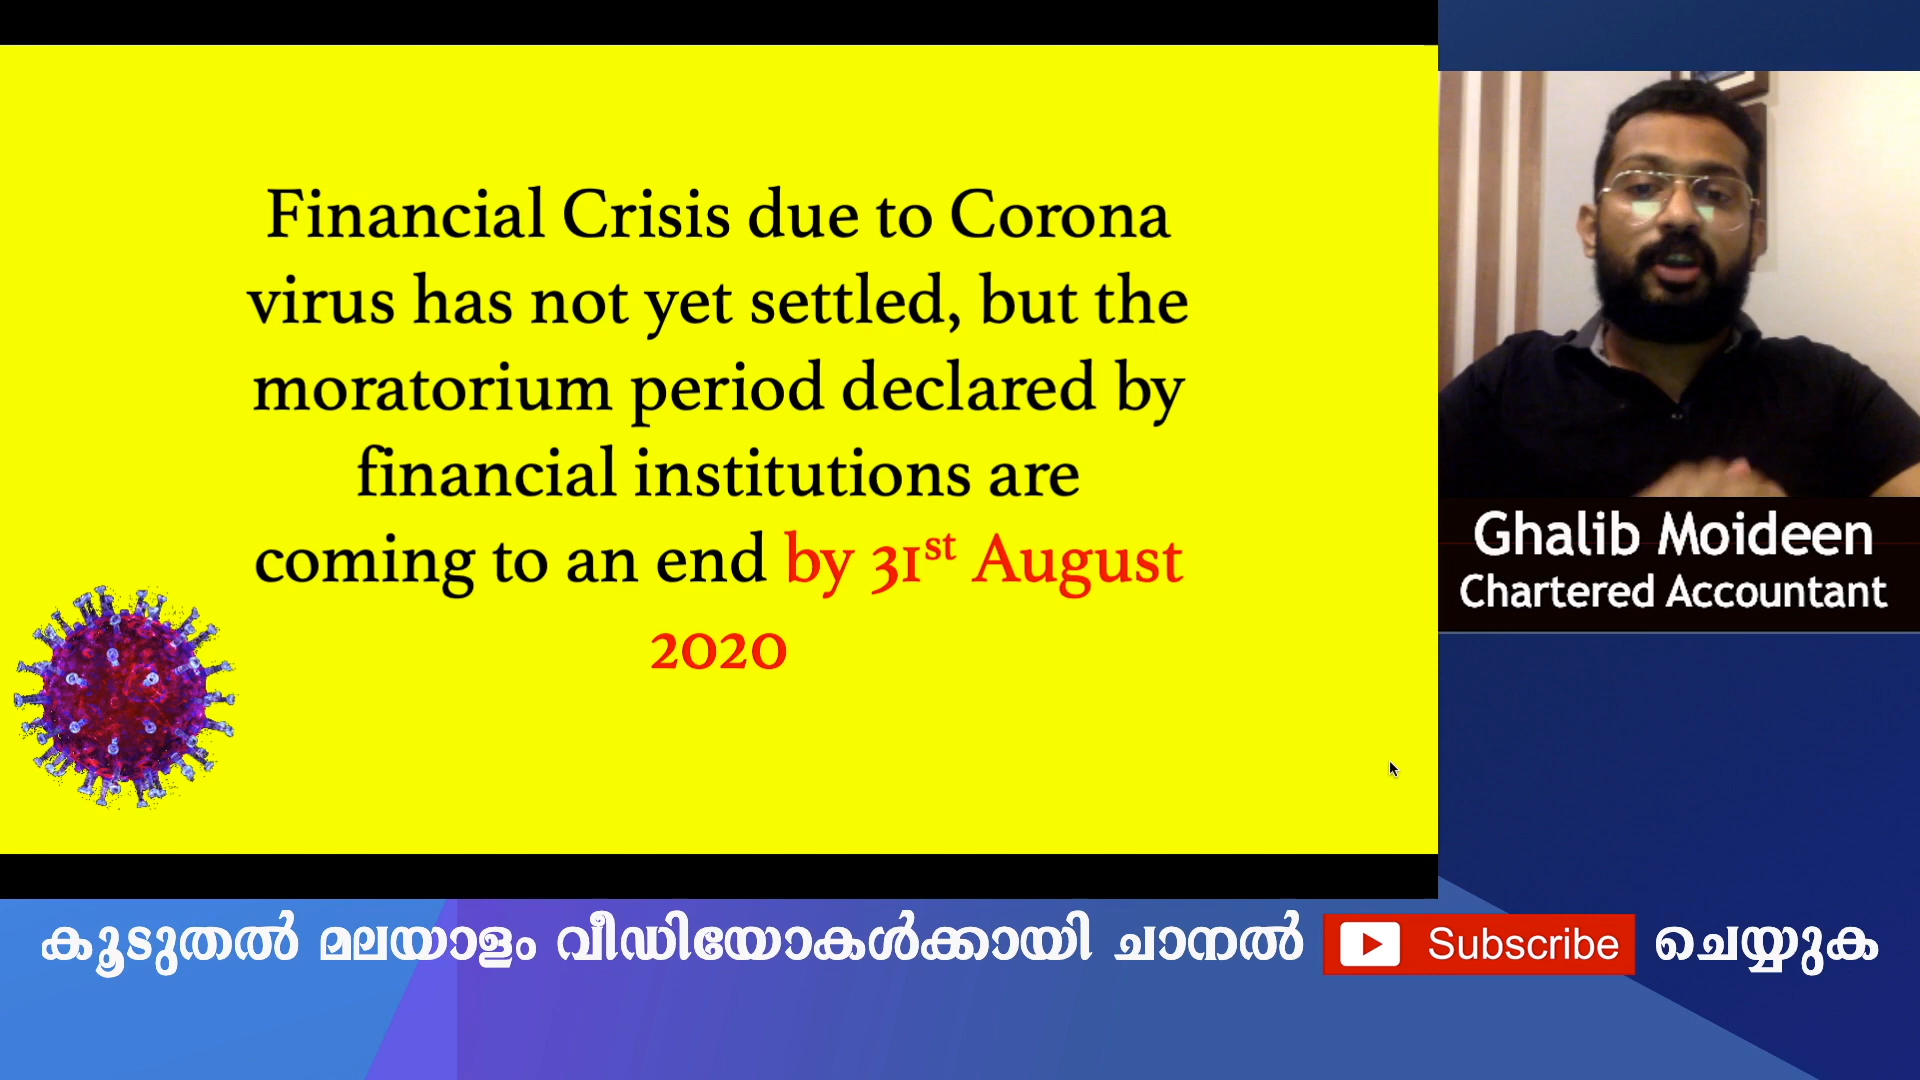 Financial Crisis due to Corona
virus has not yet settled, but the
moratorium period declared by
financial institutions are
coming to an end by 31st August
2020
Ghalib Moideen
Chartered Accountant
കൂടുതൽ മലയാളം വീഡിയോകൾക്കായി ചാനൽ Subscribe ചെയ്യുക